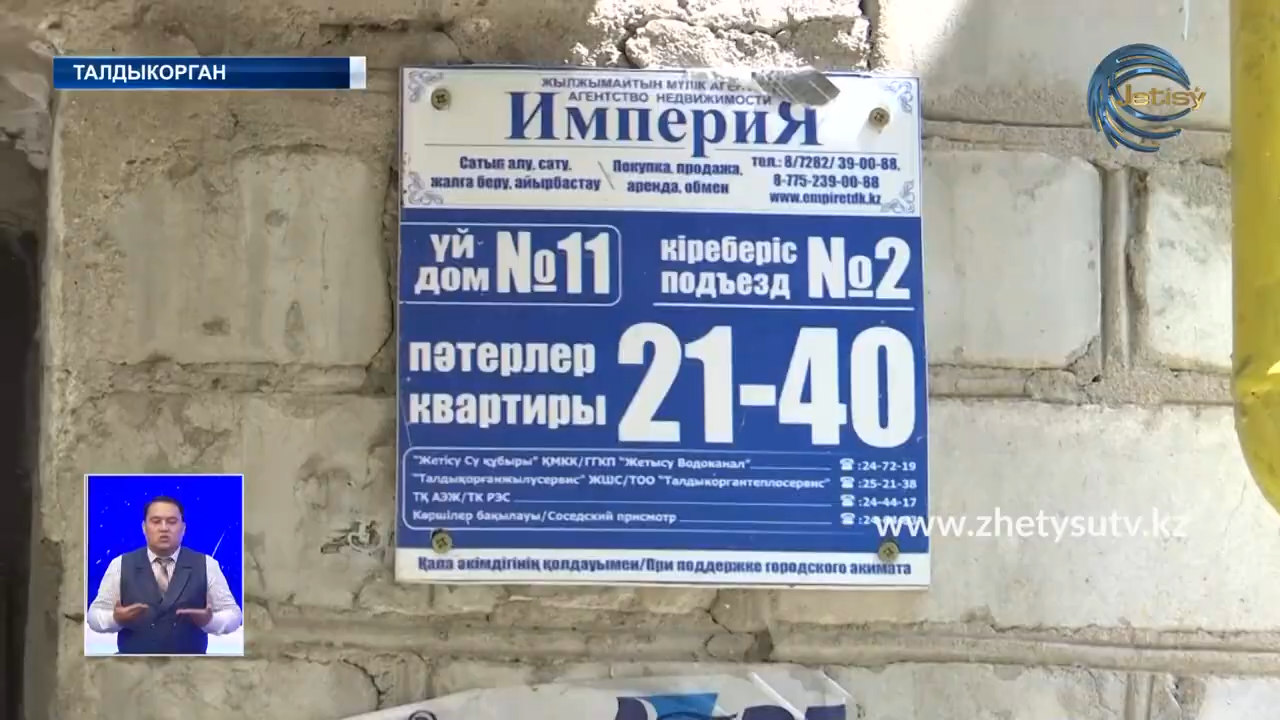 ТАЛДЫКОРГАН
Jetisý
ЖЫЛЖЫМАЙТЫН МҮЛІК
АГЕНТСТВО НЕДВИЖИМОСТИ
ИмпериЯ
Сатып алу, сату,
жалға беру, айырбастау
Покупка, продажа,
аренда, обмен
тел.: 8/7282/ 39-00-88,
8-775-239-00-88
www.empiretdk.kz
үй
дом №11
кіреберіс
подъезд №2
пәтерлер
квартиры 21-40
"Жетісу Су құбыры" ҚМКК/ГГКП "Жетысу Водоканал" :24-72-19
"Талдықорғанжылусервис" ЖШС/ТОО "Талдыкоргантеплосервис" :25-21-38
ТҚ АЭЖ/ТК РЭС :24-44-17
Көршілер бақылауы/Соседский присмотр
www.zhetysutv.kz
Қала әкімдігінің қолдауымен/При поддержке городского акимата